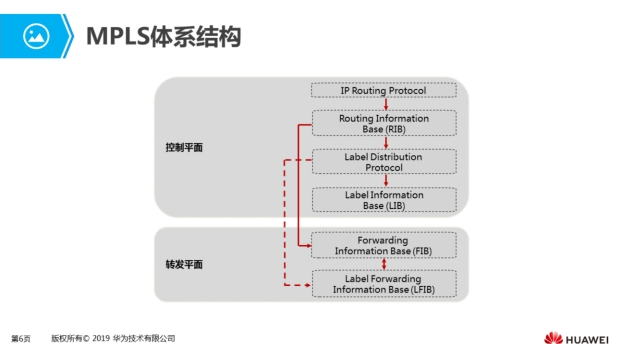 MPLS体系结构
控制平面
IP Routing Protocol
Routing Information
Base (RIB)
Label Distribution
Protocol
Label Information
Base (LIB)
转发平面
Forwarding
Information Base (FIB)
Label Forwarding
Information Base (LFIB)
第6页
版权所有© 2019 华为技术有限公司
HUAWEI